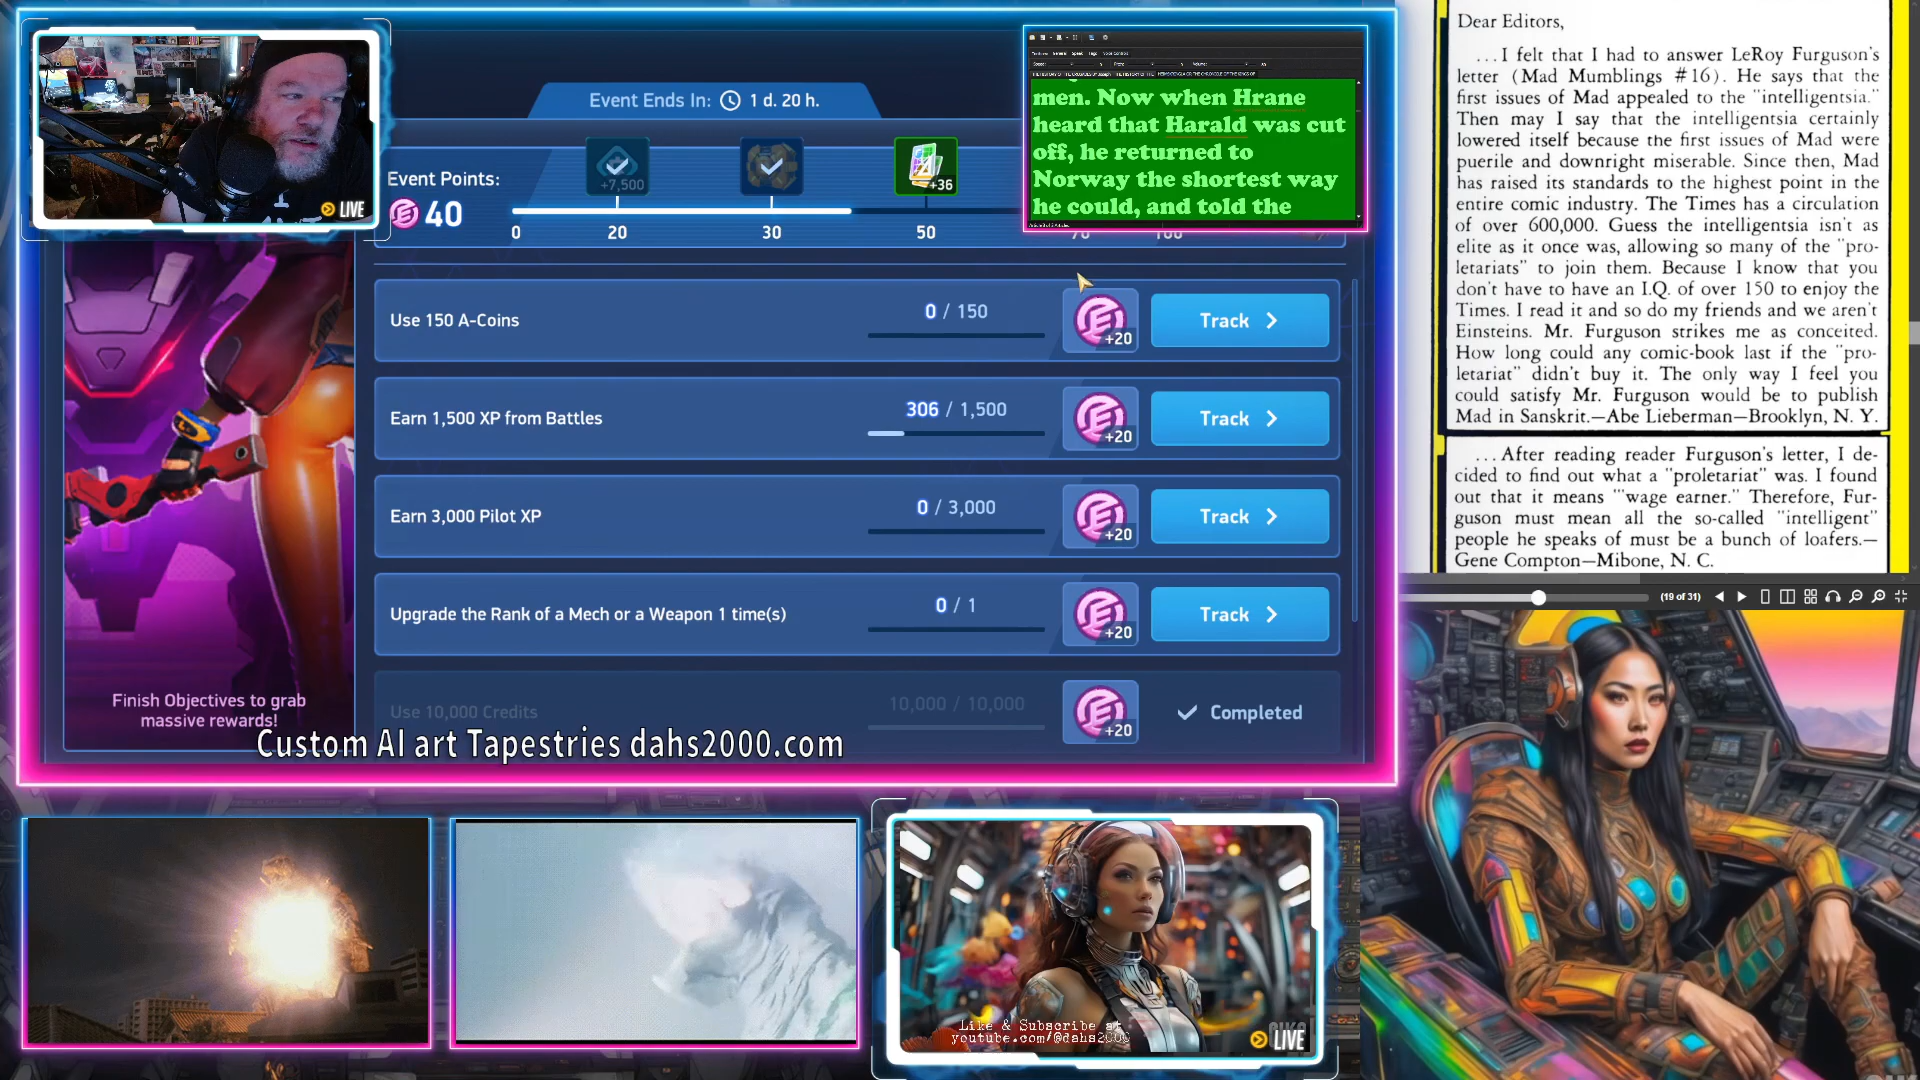 LIVE
Event Ends In: 1 d. 20 h.
Event Points:
40
+7,500
+36
0 20 30 50
Use 150 A-Coins
0 / 150
+20
Track
Earn 1,500 XP from Battles
306 / 1,500
+20
Track
Earn 3,000 Pilot XP
0 / 3,000
+20
Track
Upgrade the Rank of a Mech or a Weapon 1 time(s)
0 / 1
+20
Track
Use 10,000 Credits
10,000 / 10,000
+20
Completed
Finish Objectives to grab
massive rewards!
Custom AI art Tapestries dahs2000.com
men. Now when Hrane
heard that Harald was cut
off, he returned to
Norway the shortest way
he could, and told the
Dear Editors,
...I felt that I had to answer LeRoy Furguson's
letter (Mad Mumblings #16). He says that the
first issues of Mad appealed to the "intelligentsia."
Then may I say that the intelligentsia certainly
lowered itself because the first issues of Mad were
puerile and downright miserable. Since then, Mad
has raised its standards to the highest point in the
entire comic industry. The Times has a circulation
of over 600,000. Guess the intelligentsia isn't as
elite as it once was, allowing so many of the "pro-
letariats" to join them. Because I know that you
don't have to have an I.Q. of over 150 to enjoy the
Times. I read it and so do my friends and we aren't
Einsteins. Mr. Furguson strikes me as conceited.
How long could any comic-book last if the "pro-
letariat" didn't buy it. The only way I feel you
could satisfy Mr. Furguson would be to publish
Mad in Sanskrit.—Abe Lieberman—Brooklyn, N. Y.
...After reading reader Furguson's letter, I de-
cided to find out what a "proletariat" was. I found
out that it means "'wage earner." Therefore, Fur-
guson must mean all the so-called "intelligent"
people he speaks of must be a bunch of loafers.—
Gene Compton—Mibone, N. C.
(19 of 31)
Like & Subscribe at
youtube.com/@dahs2000
LIVE